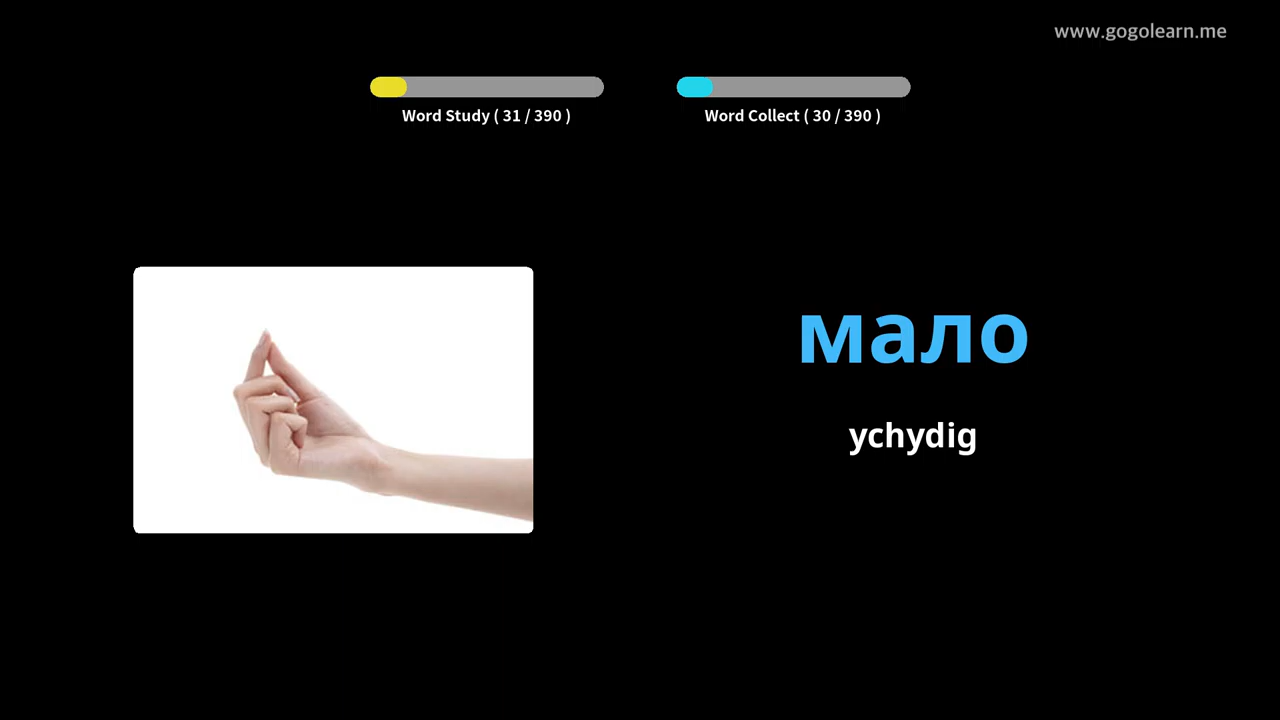 www.gogolearn.me
Word Study ( 31 / 390 )
Word Collect ( 30 / 390 )
мало
ychydig